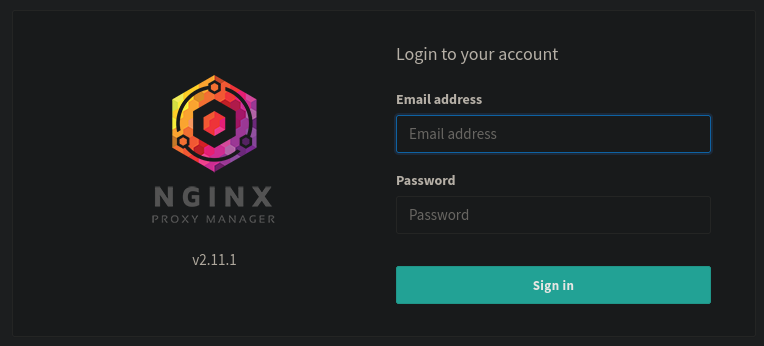 NGINX
PROXY MANAGER
v2.11.1
Login to your account
Email address
Email address
Password
Password
Sign in